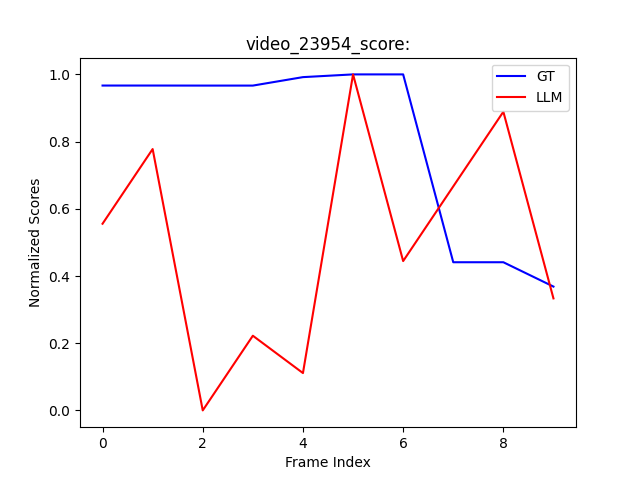 video_23954_score:
GT
LLM
Normalized Scores
1.0
0.8
0.6
0.4
0.2
0.0
0 2 4 6 8
Frame Index